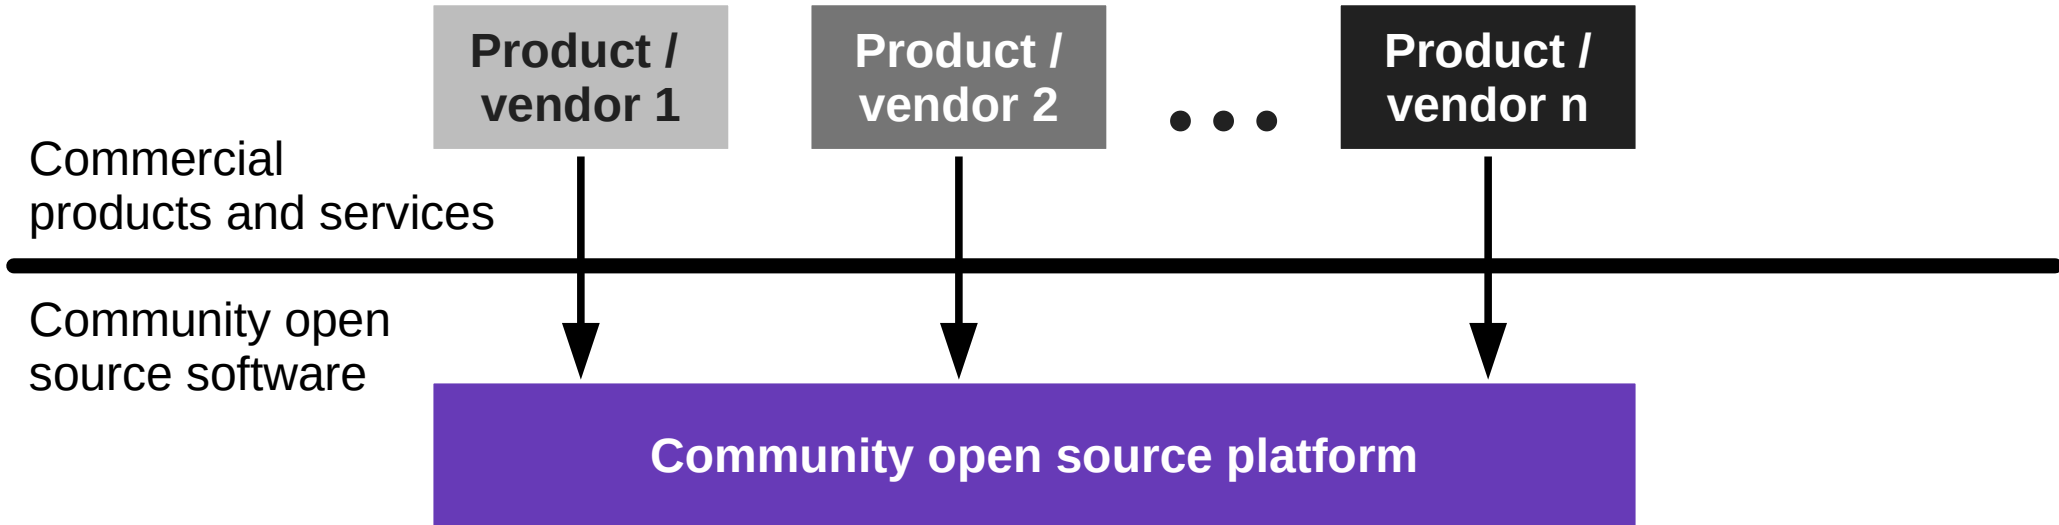 Product /
vendor 1
Product /
vendor 2
Product /
vendor n
Commercial
products and services
Community open
source software
Community open source platform